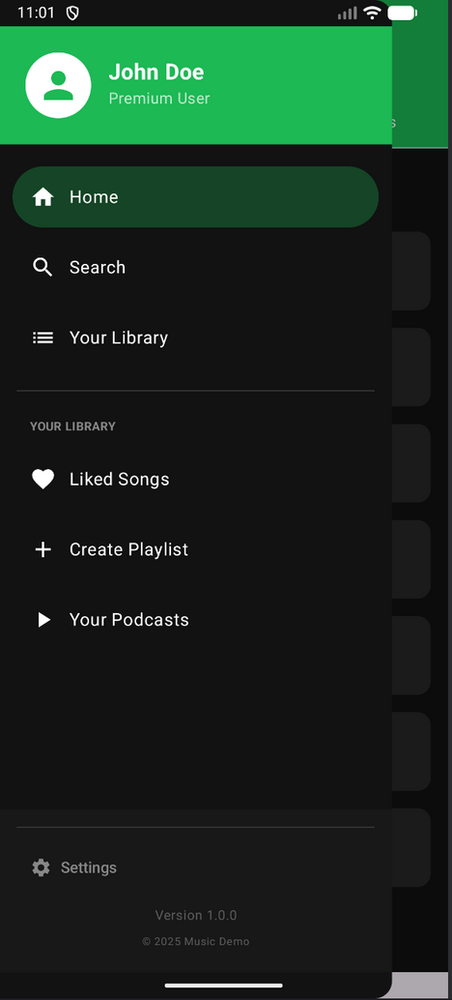 11:01
John Doe
Premium User
s
Home
Search
Your Library
YOUR LIBRARY
Liked Songs
Create Playlist
Your Podcasts
Settings
Version 1.0.0
© 2025 Music Demo